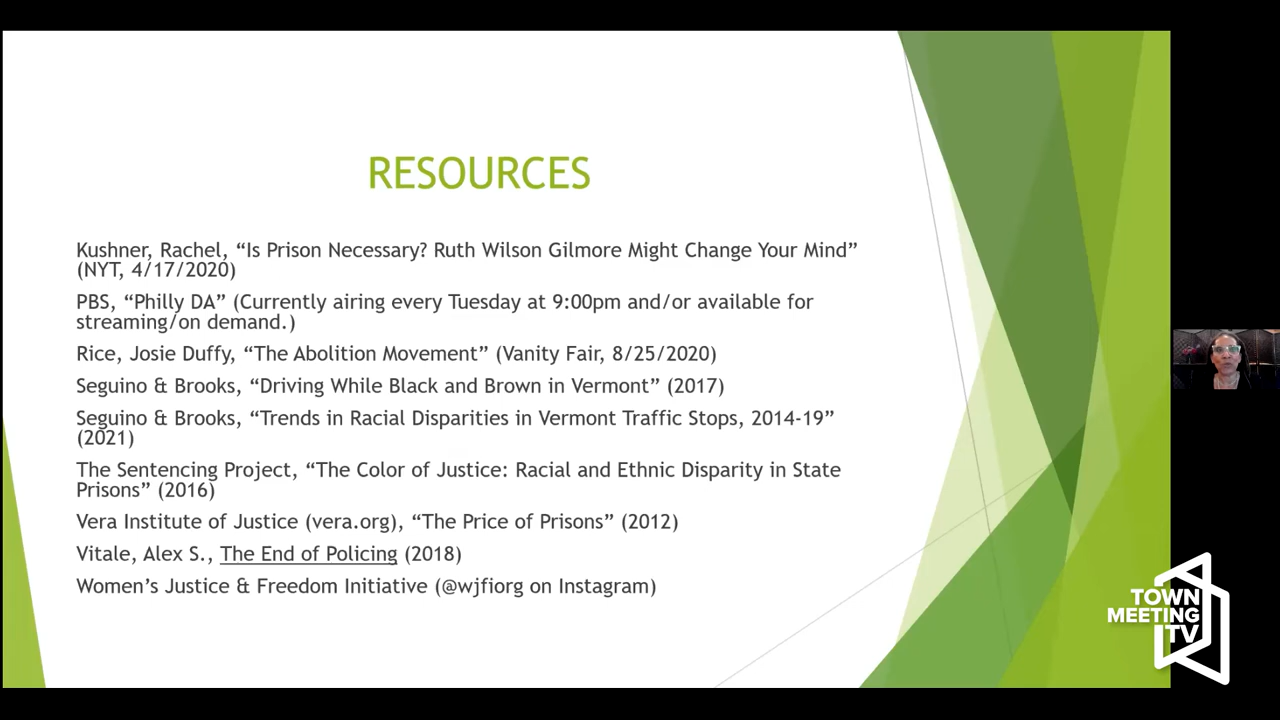 RESOURCES
Kushner, Rachel, “Is Prison Necessary? Ruth Wilson Gilmore Might Change Your Mind”
(NYT, 4/17/2020)
PBS, “Philly DA” (Currently airing every Tuesday at 9:00pm and/or available for
streaming/on demand.)
Rice, Josie Duffy, “The Abolition Movement” (Vanity Fair, 8/25/2020)
Seguino & Brooks, “Driving While Black and Brown in Vermont” (2017)
Seguino & Brooks, “Trends in Racial Disparities in Vermont Traffic Stops, 2014-19”
(2021)
The Sentencing Project, “The Color of Justice: Racial and Ethnic Disparity in State
Prisons” (2016)
Vera Institute of Justice (vera.org), “The Price of Prisons” (2012)
Vitale, Alex S., The End of Policing (2018)
Women’s Justice & Freedom Initiative (@wjfiorg on Instagram)
TOWN
MEETING
TV